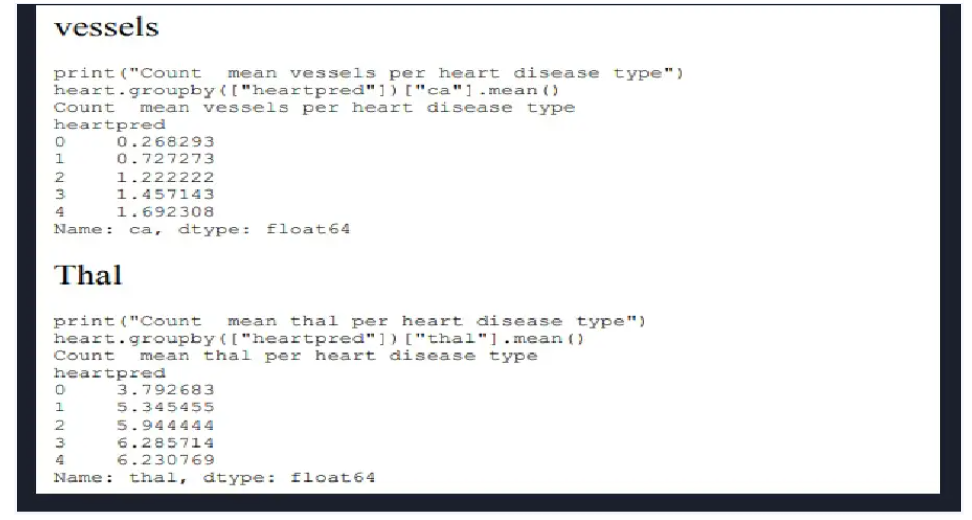 vessels
print("Count  mean vessels per heart disease type")
heart.groupby(["heartpred"])["ca"].mean()
Count  mean vessels per heart disease type
heartpred
0    0.268293
1    0.727273
2    1.222222
3    1.457143
4    1.692308
Name: ca, dtype: float64
Thal
print("Count  mean thal per heart disease type")
heart.groupby(["heartpred"])["thal"].mean()
Count  mean thal per heart disease type
heartpred
0    3.792683
1    5.345455
2    5.944444
3    6.285714
4    6.230769
Name: thal, dtype: float64